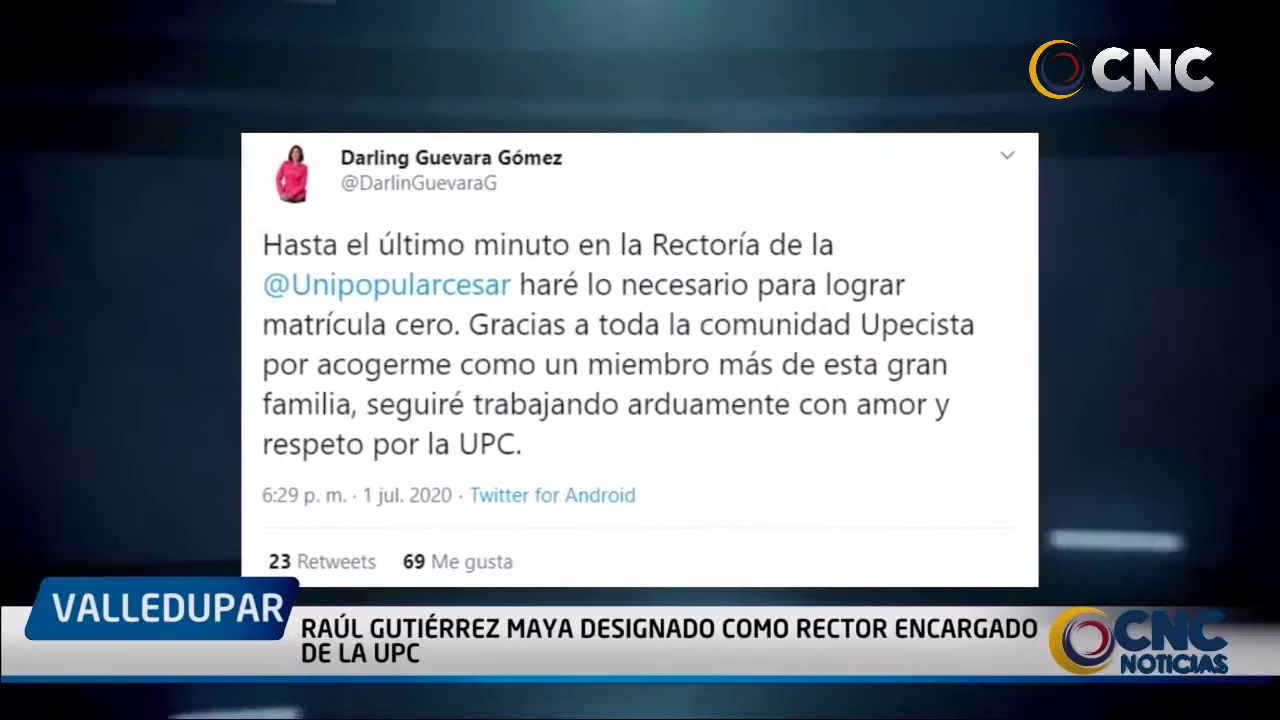 CNC
Darling Guevara Gómez
@DarlinGuevaraG
Hasta el último minuto en la Rectoría de la
@Unipopularcesar haré lo necesario para lograr
matrícula cero. Gracias a toda la comunidad Upecista
por acogerme como un miembro más de esta gran
familia, seguiré trabajando arduamente con amor y
respeto por la UPC.
6:29 p. m. · 1 jul. 2020 · Twitter for Android
23 Retweets 69 Me gusta
VALLEDUPAR
RAÚL GUTIÉRREZ MAYA DESIGNADO COMO RECTOR ENCARGADO
DE LA UPC
CNC
NOTICIAS